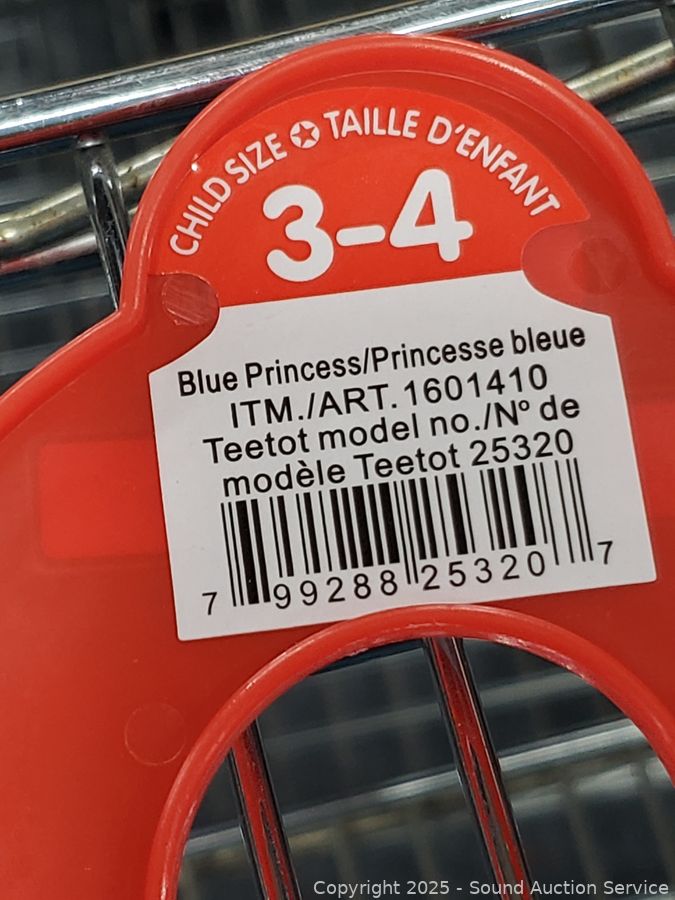 CHILD SIZE ✪ TAILLE D'ENFANT
3-4
Blue Princess/Princesse bleue
ITM./ART. 1601410
Teetot model no./Nº de
modèle Teetot 25320
7 99288 25320 7
Copyright 2025 - Sound Auction Service